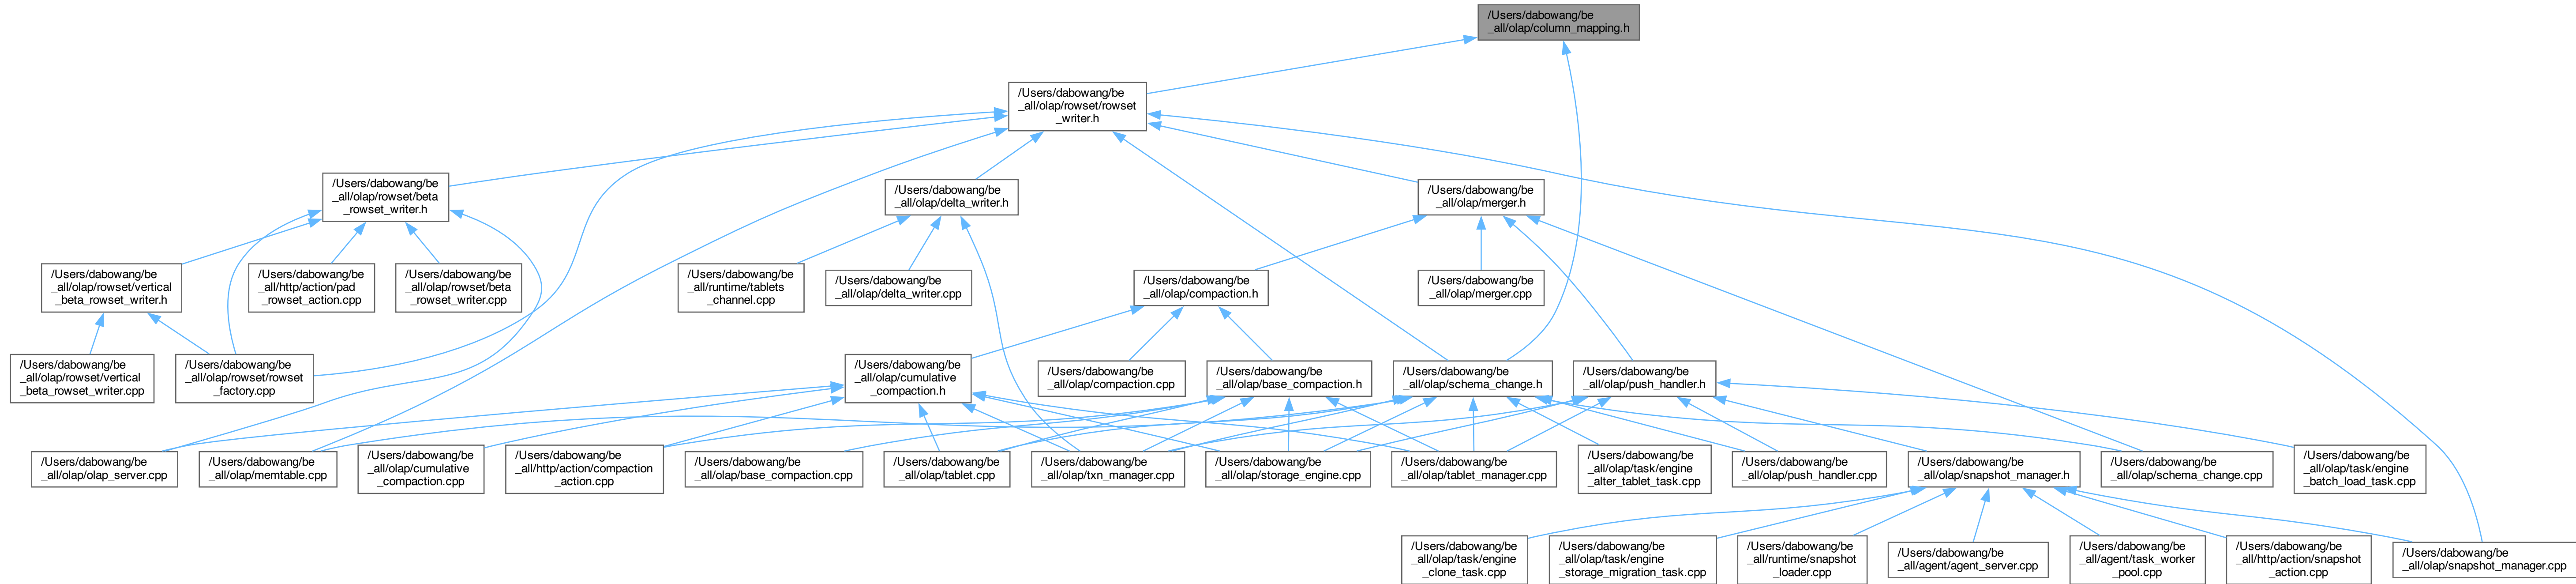 /Users/dabowang/be
_all/olap/column_mapping.h
/Users/dabowang/be
_all/olap/rowset/rowset
_writer.h
/Users/dabowang/be
_all/olap/rowset/beta
_rowset_writer.h
/Users/dabowang/be
_all/olap/delta_writer.h
/Users/dabowang/be
_all/olap/merger.h
/Users/dabowang/be
_all/olap/rowset/vertical
_beta_rowset_writer.h
/Users/dabowang/be
_all/http/action/pad
_rowset_action.cpp
/Users/dabowang/be
_all/olap/rowset/beta
_rowset_writer.cpp
/Users/dabowang/be
_all/runtime/tablets
_channel.cpp
/Users/dabowang/be
_all/olap/delta_writer.cpp
/Users/dabowang/be
_all/olap/compaction.h
/Users/dabowang/be
_all/olap/merger.cpp
/Users/dabowang/be
_all/olap/rowset/vertical
_beta_rowset_writer.cpp
/Users/dabowang/be
_all/olap/rowset/rowset
_factory.cpp
/Users/dabowang/be
_all/olap/cumulative
_compaction.h
/Users/dabowang/be
_all/olap/compaction.cpp
/Users/dabowang/be
_all/olap/base_compaction.h
/Users/dabowang/be
_all/olap/schema_change.h
/Users/dabowang/be
_all/olap/push_handler.h
/Users/dabowang/be
_all/olap/olap_server.cpp
/Users/dabowang/be
_all/olap/memtable.cpp
/Users/dabowang/be
_all/olap/cumulative
_compaction.cpp
/Users/dabowang/be
_all/http/action/compaction
_action.cpp
/Users/dabowang/be
_all/olap/base_compaction.cpp
/Users/dabowang/be
_all/olap/tablet.cpp
/Users/dabowang/be
_all/olap/txn_manager.cpp
/Users/dabowang/be
_all/olap/storage_engine.cpp
/Users/dabowang/be
_all/olap/tablet_manager.cpp
/Users/dabowang/be
_all/olap/task/engine
_alter_tablet_task.cpp
/Users/dabowang/be
_all/olap/push_handler.cpp
/Users/dabowang/be
_all/olap/snapshot_manager.h
/Users/dabowang/be
_all/olap/schema_change.cpp
/Users/dabowang/be
_all/olap/task/engine
_batch_load_task.cpp
/Users/dabowang/be
_all/olap/task/engine
_clone_task.cpp
/Users/dabowang/be
_all/olap/task/engine
_storage_migration_task.cpp
/Users/dabowang/be
_all/runtime/snapshot
_loader.cpp
/Users/dabowang/be
_all/agent/agent_server.cpp
/Users/dabowang/be
_all/agent/task_worker
_pool.cpp
/Users/dabowang/be
_all/http/action/snapshot
_action.cpp
/Users/dabowang/be
_all/olap/snapshot_manager.cpp